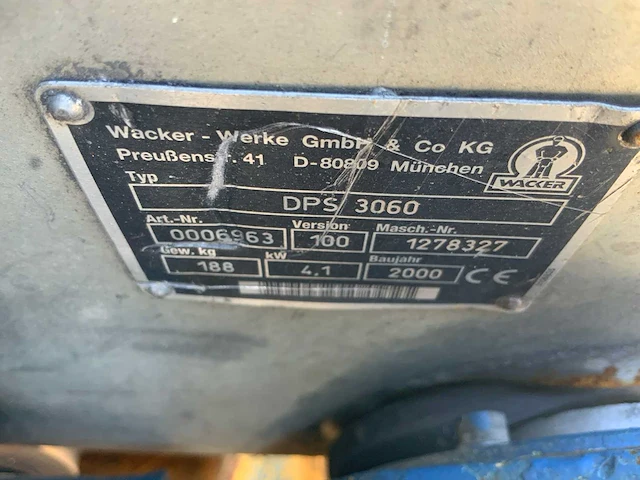 Wacker - Werke GmbH & Co KG
Preußenstr. 41 D-80809 München
WACKER
Typ
DPS 3060
Art.-Nr. Version Masch.-Nr.
0006963 100 1278327
Gew. kg kW Baujahr
188 4,1 2000 CE